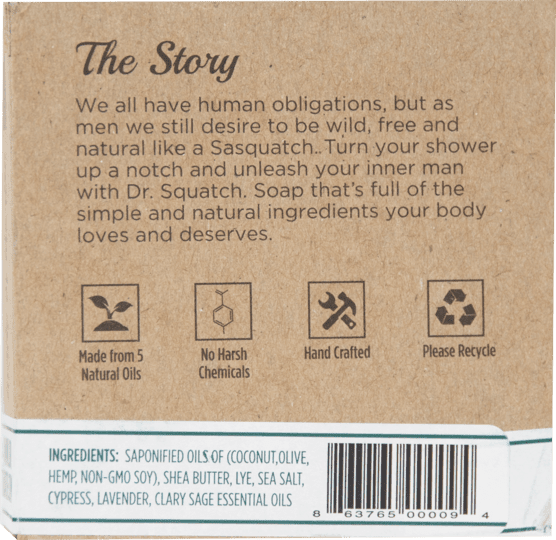 The Story
We all have human obligations, but as
men we still desire to be wild, free and
natural like a Sasquatch. Turn your shower
up a notch and unleash your inner man
with Dr. Squatch. Soap that's full of the
simple and natural ingredients your body
loves and deserves.
Made from 5
Natural Oils
No Harsh
Chemicals
Hand Crafted
Please Recycle
INGREDIENTS: SAPONIFIED OILS OF (COCONUT,OLIVE,
HEMP, NON-GMO SOY), SHEA BUTTER, LYE, SEA SALT,
CYPRESS, LAVENDER, CLARY SAGE ESSENTIAL OILS
8 63765 00009 4